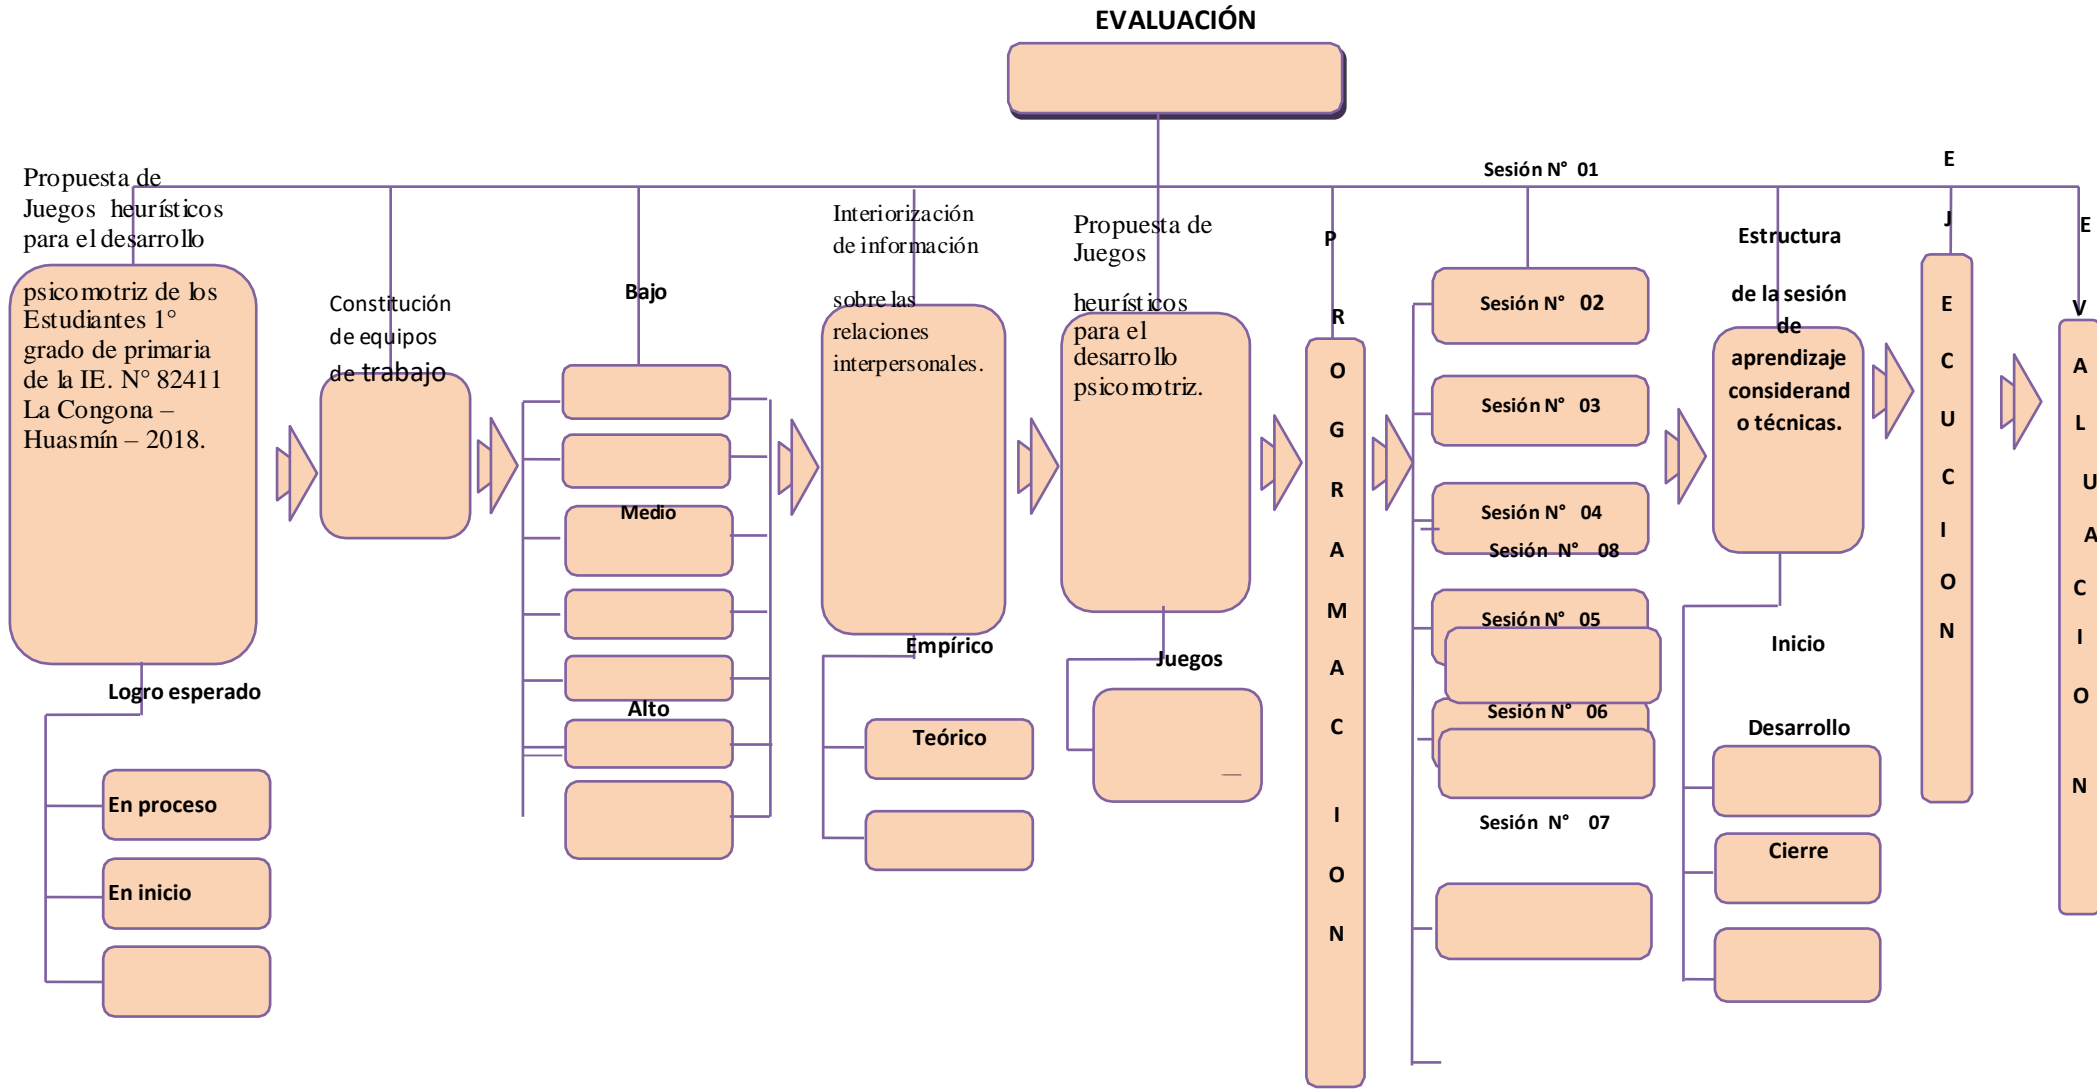 EVALUACIÓN
Propuesta de
Juegos heurísticos
para el desarrollo
psicomotriz de los
Estudiantes 1°
grado de primaria
de la IE. N° 82411
La Congona –
Huasmín – 2018.
Logro esperado
En proceso
En inicio
Constitución
de equipos
de trabajo
Bajo
Medio
Alto
Interiorización
de información
sobre las
relaciones
interpersonales.
Empírico
Teórico
Propuesta de
Juegos
heurísticos
para el
desarrollo
psicomotriz.
Juegos
P
R
O
G
R
A
M
A
C
I
O
N
Sesión N° 01
Sesión N° 02
Sesión N° 03
Sesión N° 04
Sesión N° 08
Sesión N° 05
Sesión N° 06
Sesión N° 07
Estructura
de la sesión
de
aprendizaje
considerand
o técnicas.
Inicio
Desarrollo
Cierre
E
J
E
C
U
C
I
O
N
E
V
A
L
U
A
C
I
O
N